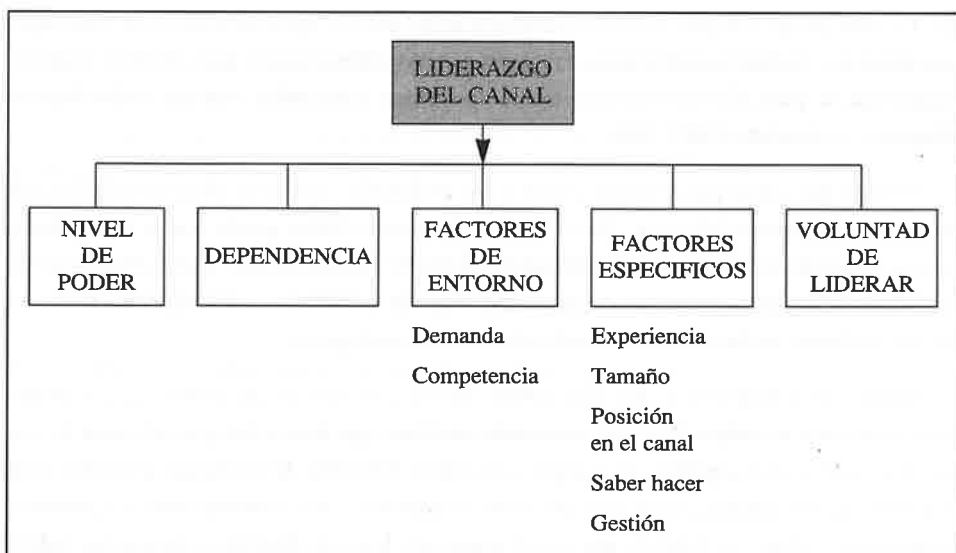 LIDERAZGO
DEL CANAL
NIVEL
DE
PODER
DEPENDENCIA
FACTORES
DE
ENTORNO
FACTORES
ESPECIFICOS
VOLUNTAD
DE
LIDERAR
Demanda
Competencia
Experiencia
Tamaño
Posición
en el canal
Saber hacer
Gestión